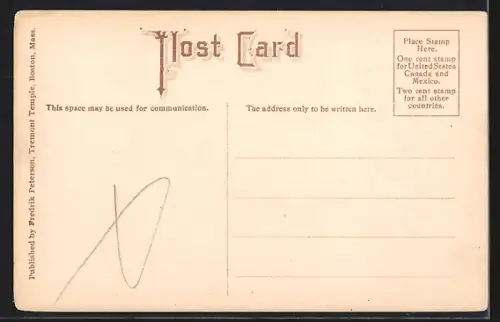 Post Card
Place Stamp
Here.
One cent stamp
for United States
Canada and
Mexico.
Two cent stamp
for all other
countries.
This space may be used for communication.
The address only to be written here.
Published by Fredrik Peterson, Tremont Temple, Boston, Mass.